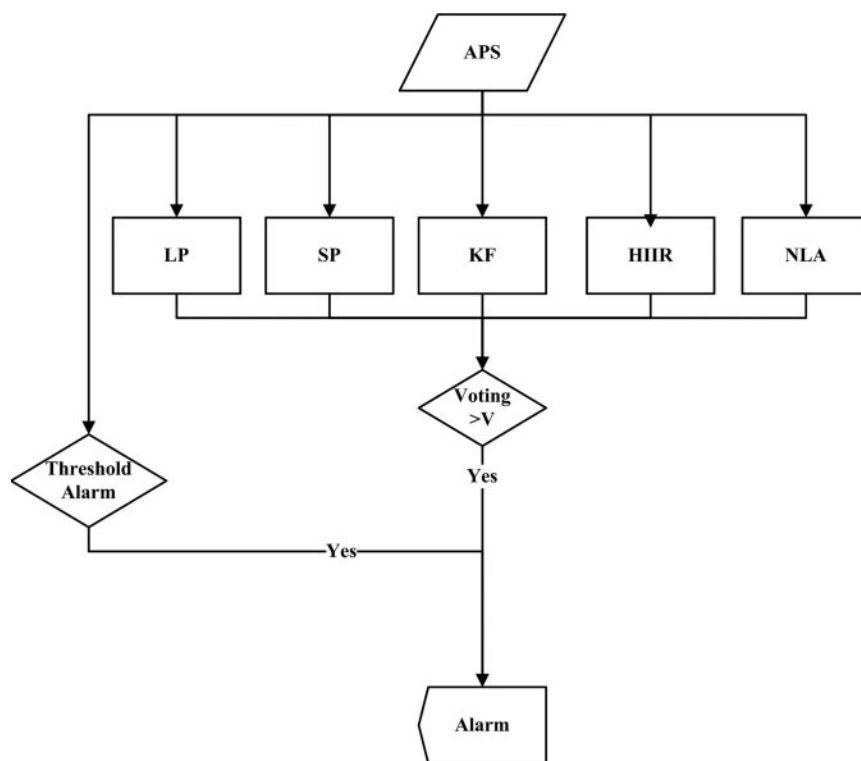 APS
LP
SP
KF
HIIR
NLA
Voting
>V
Threshold
Alarm
Yes
Yes
Alarm